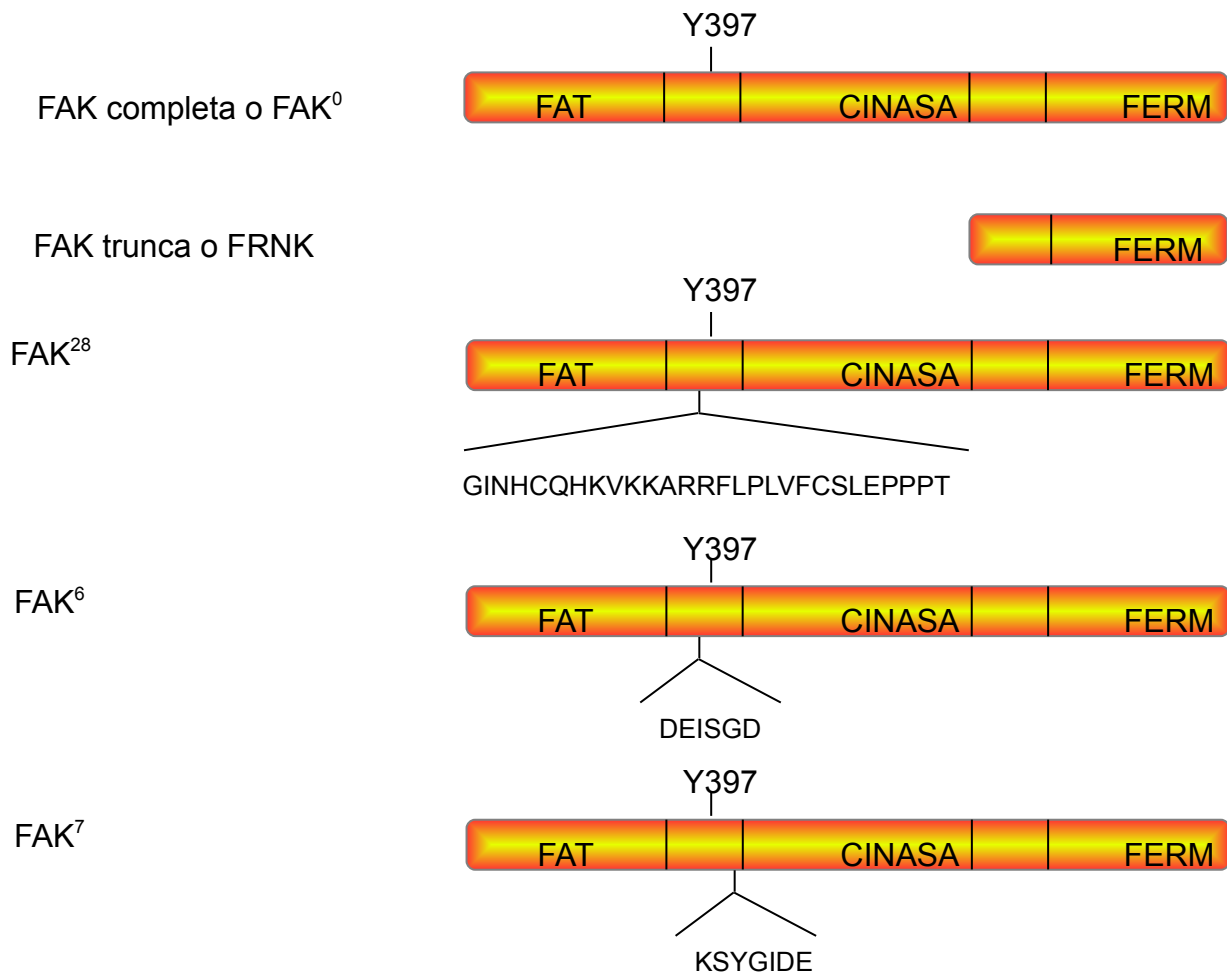 Y397
FAK completa o FAK⁰
FAT CINASA FERM
FAK trunca o FRNK
FERM
Y397
FAK²⁸
FAT CINASA FERM
GINHCQHKVKKARRFLPLVFCSLEPPPT
Y397
FAK⁶
FAT CINASA FERM
DEISGD
Y397
FAK⁷
FAT CINASA FERM
KSYGIDE